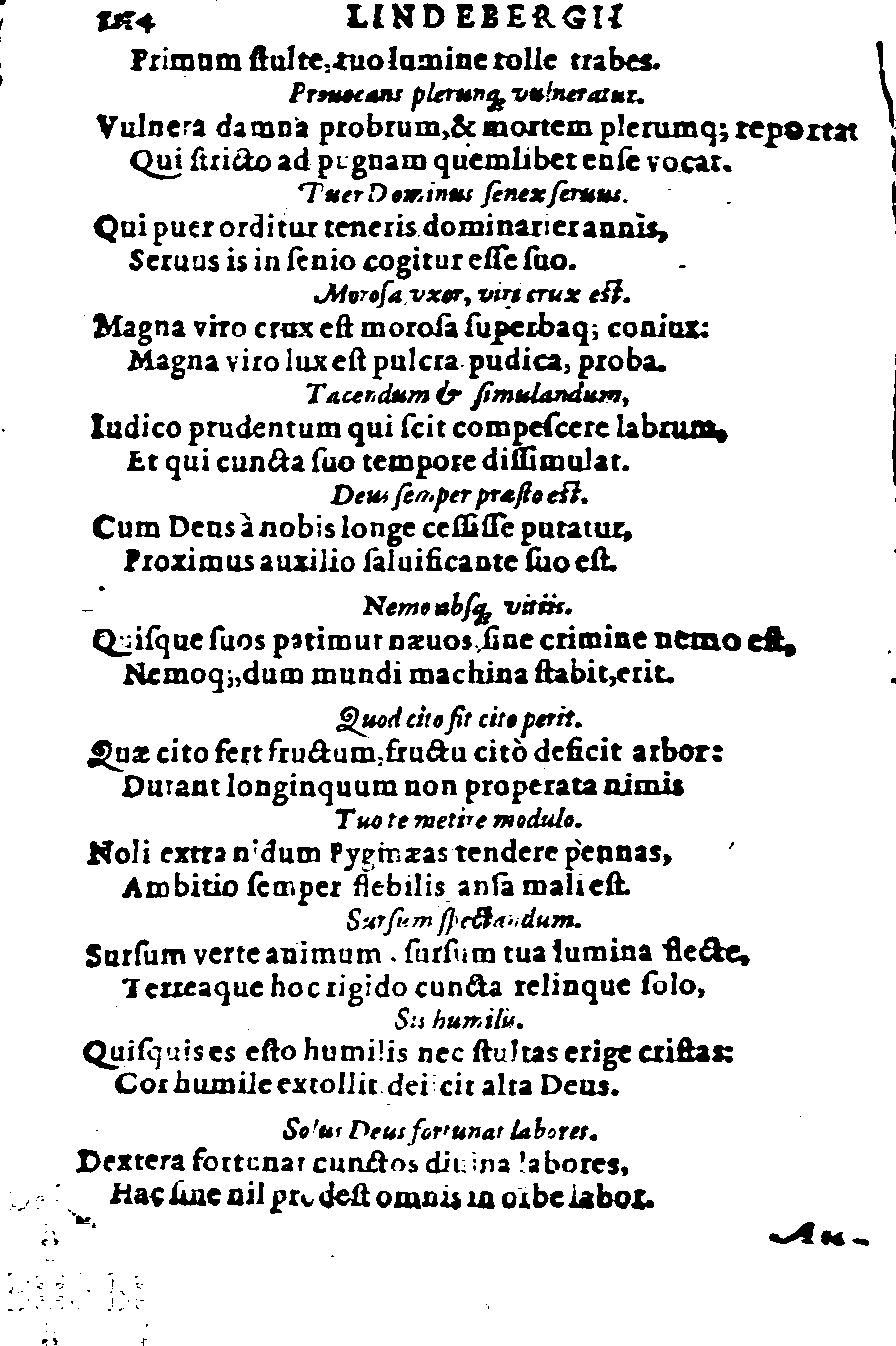 LINDEBERGII
Primum ſtulte, tuo lumine tolle trabes.
Prouocans plerunq; vulneratur.
Vulnera damna probrum, & mortem plerumq; reportat
Qui ſtricto ad pugnam quemlibet enſe vocat.
Puer Dominus ſenex ſeruus.
Qui puer orditur teneris dominarier annis,
Seruus is in ſenio cogitur eſſe ſuo.
Moroſa vxor, viri crux eſt.
Magna viro crux eſt moroſa ſuperbaq; coniux:
Magna viro lux eſt pulcra pudica, proba.
Tacendum & ſimulandum,
Iudico prudentum qui ſcit compeſcere labrum,
Et qui cuncta ſuo tempore diſſimulat.
Deus ſemper præſto eſt.
Cum Deus à nobis longe ceſſiſſe putatur,
Proximus auxilio ſaluificante ſuo eſt.
Nemo abſq; vitiis.
Quiſque ſuos patimur næuos, ſine crimine nemo eſt,
Nemoq;, dum mundi machina ſtabit, erit.
Quod cito fit cito perit.
Quæ cito fert fructum, fructu citò deficit arbor:
Durant longinquum non properata nimis
Tuo te metire modulo.
Noli extra nidum Pygmæas tendere pennas,
Ambitio ſemper flebilis anſa mali eſt.
Surſum ſpectandum.
Surſum verte animum . ſurſum tua lumina flecte,
Terreaque hoc rigido cuncta relinque ſolo,
Sis humilis.
Quiſquis es eſto humilis nec ſtultas erige criſtas:
Cor humile extollit deiicit alta Deus.
Solus Deus fortunat labores.
Dextera fortunat cunctos diuina labores,
Hac ſine nil prodeſt omnis in orbe labor.
Au-